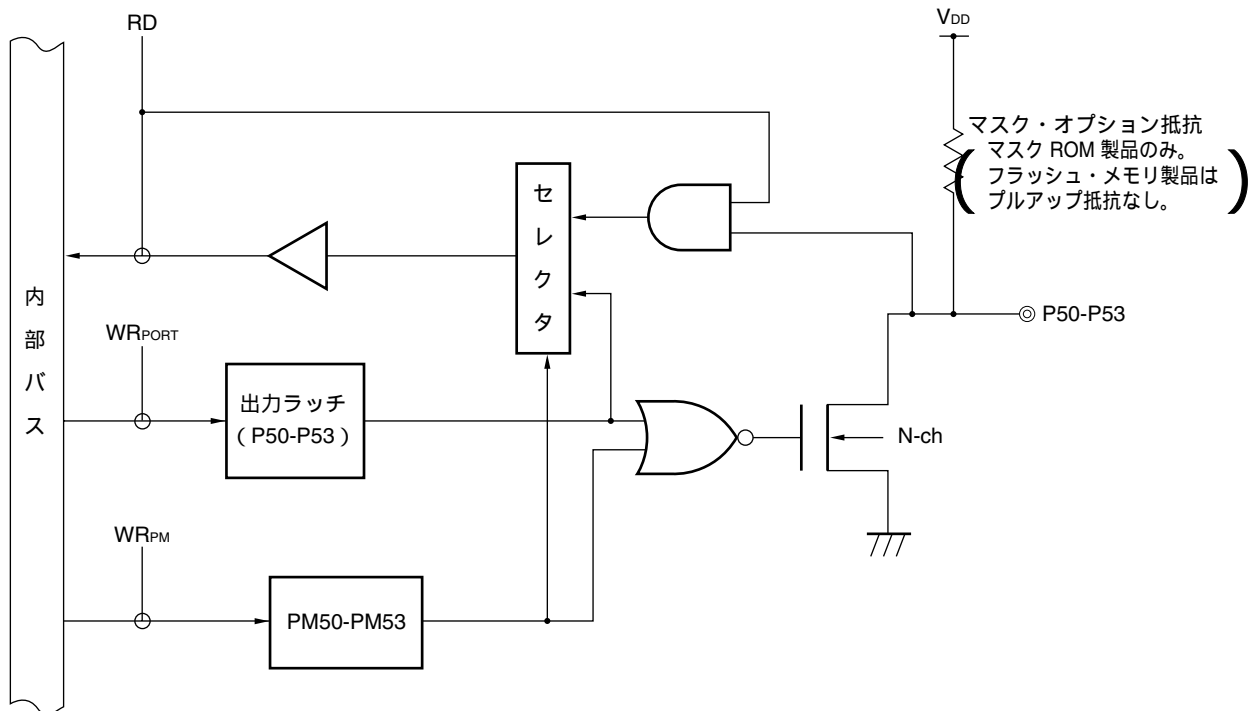 RD
VDD
マスク・オプション抵抗
マスク ROM 製品のみ。
フラッシュ・メモリ製品は
プルアップ抵抗なし。
セレクタ
内部バス
P50-P53
WRPORT
出力ラッチ
(P50-P53)
N-ch
WRPM
PM50-PM53